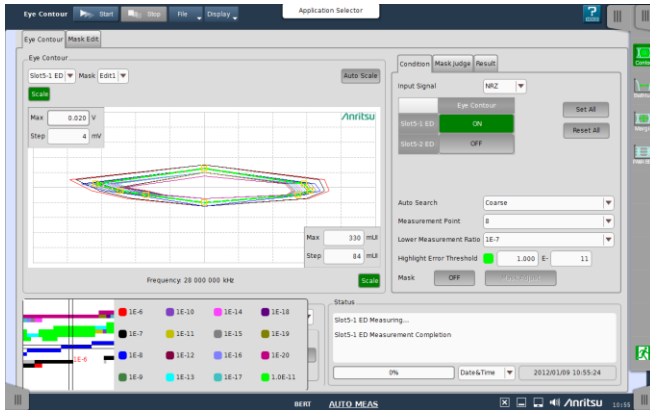 Application Selector
Eye Contour Start Stop File Display
Eye Contour Mask Edit
Eye Contour
Slot5-1 ED Mask Edit1 Auto Scale
Scale
Max 0.020 V
Step 4 mV
Anritsu
Max 330 mUI
Step 84 mUI
Frequency: 28 000 000 kHz
Scale
Condition Mask Judge Result
Input Signal NRZ
Eye Contour
Slot5-1 ED ON
Slot5-2 ED OFF
Set All
Reset All
Auto Search Coarse
Measurement Point 8
Lower Measurement Ratio 1E-7
Highlight Error Threshold 1.000 E- 11
Mask OFF
1E-6 1E-10 1E-14 1E-18
1E-7 1E-11 1E-15 1E-19
1E-8 1E-12 1E-16 1E-20
1E-9 1E-13 1E-17 1.0E-11
1E-6
Status
Slot5-1 ED Measuring...
Slot5-1 ED Measurement Completion
0% Date&Time 2012/01/09 10:55:24
BERT AUTO MEAS Anritsu 10:55